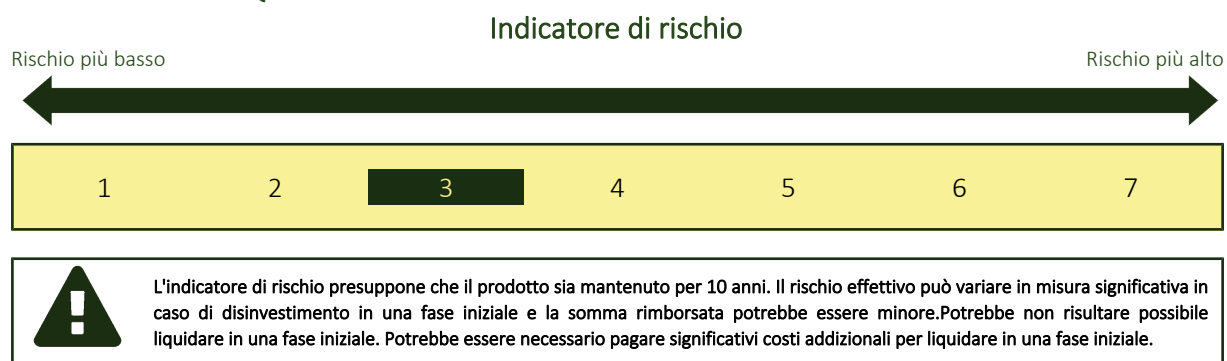 Indicatore di rischio
Rischio più basso
Rischio più alto
1 2 3 4 5 6 7
L'indicatore di rischio presuppone che il prodotto sia mantenuto per 10 anni. Il rischio effettivo può variare in misura significativa in
caso di disinvestimento in una fase iniziale e la somma rimborsata potrebbe essere minore.Potrebbe non risultare possibile
liquidare in una fase iniziale. Potrebbe essere necessario pagare significativi costi addizionali per liquidare in una fase iniziale.